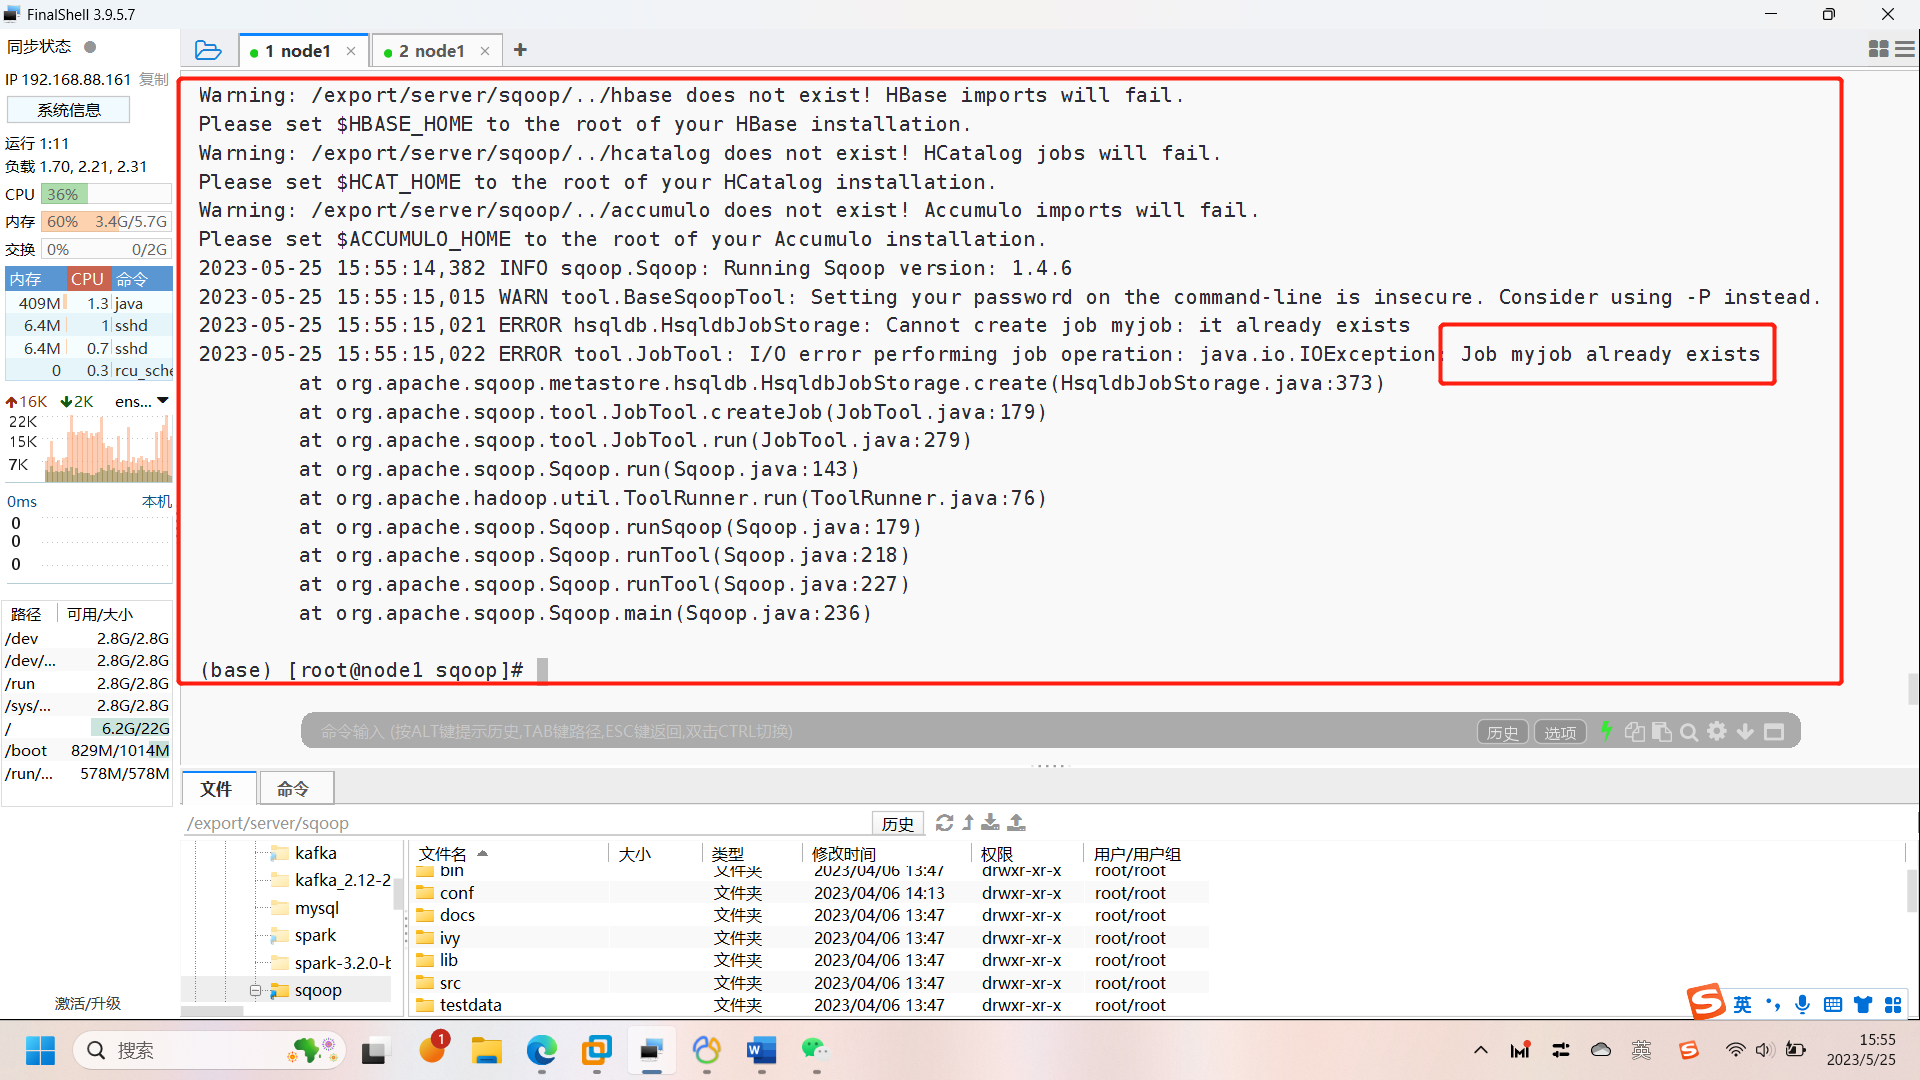 FinalShell 3.9.5.7
同步状态
IP 192.168.88.161 复制
系统信息
运行 1:11
负载 1.70, 2.21, 2.31
CPU 36%
内存 60% 3.4G/5.7G
交换 0% 0/2G
内存 CPU 命令
409M 1.3 java
6.4M 1 sshd
6.4M 0.7 sshd
0 0.3 rcu_sche
16K 2K ens...
22K
15K
7K
0ms 本机
0
0
0
路径 可用/大小
/dev 2.8G/2.8G
/dev/... 2.8G/2.8G
/run 2.8G/2.8G
/sys/... 2.8G/2.8G
/ 6.2G/22G
/boot 829M/1014M
/run/... 578M/578M
激活/升级
1 node1 × 2 node1 × +
Warning: /export/server/sqoop/../hbase does not exist! HBase imports will fail.
Please set $HBASE_HOME to the root of your HBase installation.
Warning: /export/server/sqoop/../hcatalog does not exist! HCatalog jobs will fail.
Please set $HCAT_HOME to the root of your HCatalog installation.
Warning: /export/server/sqoop/../accumulo does not exist! Accumulo imports will fail.
Please set $ACCUMULO_HOME to the root of your Accumulo installation.
2023-05-25 15:55:14,382 INFO sqoop.Sqoop: Running Sqoop version: 1.4.6
2023-05-25 15:55:15,015 WARN tool.BaseSqoopTool: Setting your password on the command-line is insecure. Consider using -P instead.
2023-05-25 15:55:15,021 ERROR hsqldb.HsqldbJobStorage: Cannot create job myjob: it already exists
2023-05-25 15:55:15,022 ERROR tool.JobTool: I/O error performing job operation: java.io.IOException: Job myjob already exists
at org.apache.sqoop.metastore.hsqldb.HsqldbJobStorage.create(HsqldbJobStorage.java:373)
at org.apache.sqoop.tool.JobTool.createJob(JobTool.java:179)
at org.apache.sqoop.tool.JobTool.run(JobTool.java:279)
at org.apache.sqoop.Sqoop.run(Sqoop.java:143)
at org.apache.hadoop.util.ToolRunner.run(ToolRunner.java:76)
at org.apache.sqoop.Sqoop.runSqoop(Sqoop.java:179)
at org.apache.sqoop.Sqoop.runTool(Sqoop.java:218)
at org.apache.sqoop.Sqoop.runTool(Sqoop.java:227)
at org.apache.sqoop.Sqoop.main(Sqoop.java:236)
(base) [root@node1 sqoop]#
命令输入 (按ALT键提示历史,TAB键路径,ESC键返回,双击CTRL切换) 历史 选项
文件 命令
/export/server/sqoop 历史
kafka
kafka_2.12-2
mysql
spark
spark-3.2.0-b
sqoop
文件名 大小 类型 修改时间 权限 用户/用户组
bin 文件夹 2023/04/06 13:47 drwxr-xr-x root/root
conf 文件夹 2023/04/06 14:13 drwxr-xr-x root/root
docs 文件夹 2023/04/06 13:47 drwxr-xr-x root/root
ivy 文件夹 2023/04/06 13:47 drwxr-xr-x root/root
lib 文件夹 2023/04/06 13:47 drwxr-xr-x root/root
src 文件夹 2023/04/06 13:47 drwxr-xr-x root/root
testdata 文件夹 2023/04/06 13:47 drwxr-xr-x root/root
S 英
搜索
1
W
英
S
15:55
2023/5/25